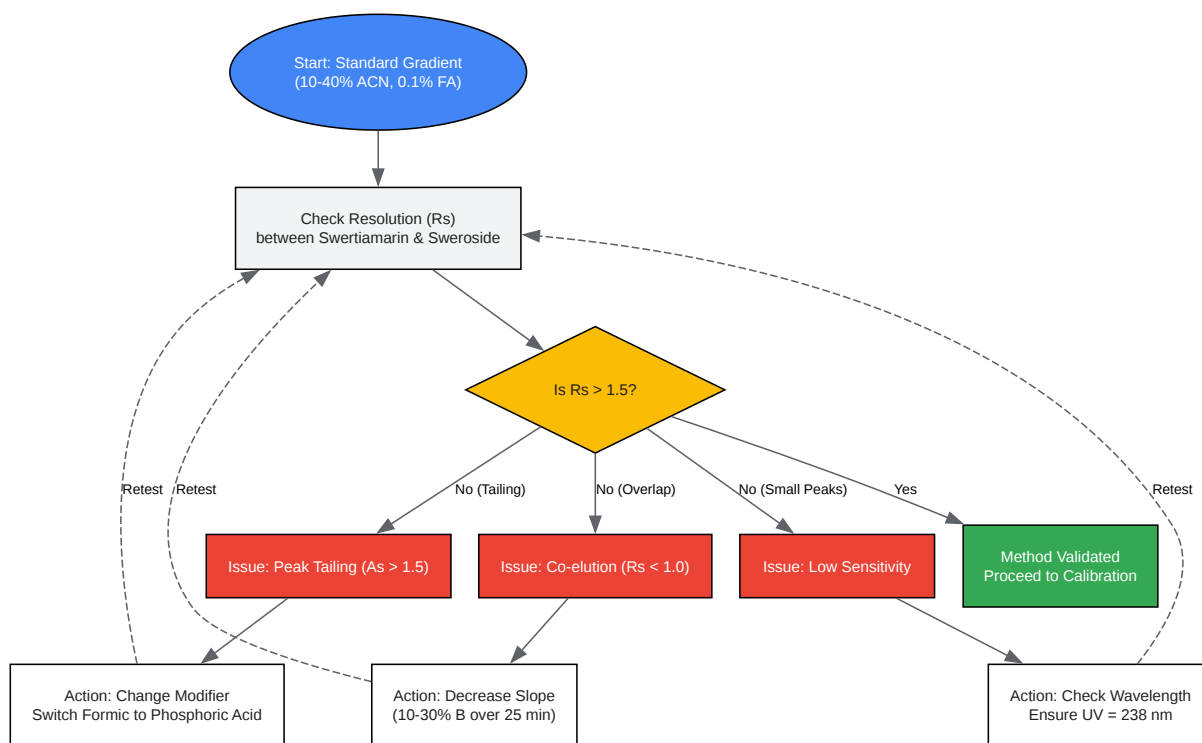 Start: Standard Gradient
(10-40% ACN, 0.1% FA)
Check Resolution (Rs)
between Swertiamarin & Sweroside
Is Rs > 1.5?
Retest
Retest
No (Tailing)
No (Overlap)
No (Small Peaks)
Yes
Retest
Issue: Peak Tailing (As > 1.5)
Issue: Co-elution (Rs < 1.0)
Issue: Low Sensitivity
Method Validated
Proceed to Calibration
Action: Change Modifier
Switch Formic to Phosphoric Acid
Action: Decrease Slope
(10-30% B over 25 min)
Action: Check Wavelength
Ensure UV = 238 nm